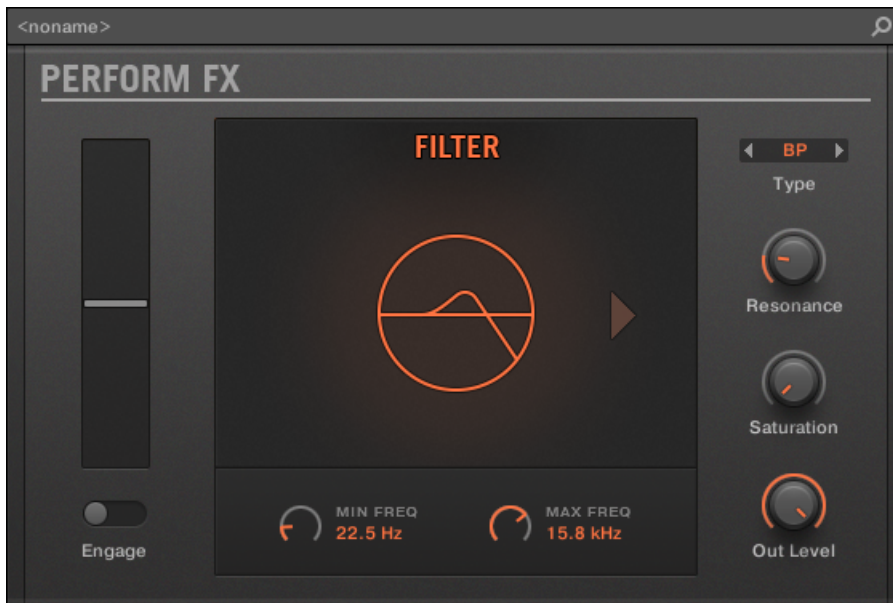 <noname>
PERFORM FX
FILTER
BP
Type
Resonance
Saturation
MIN FREQ
22.5 Hz
MAX FREQ
15.8 kHz
Engage
Out Level